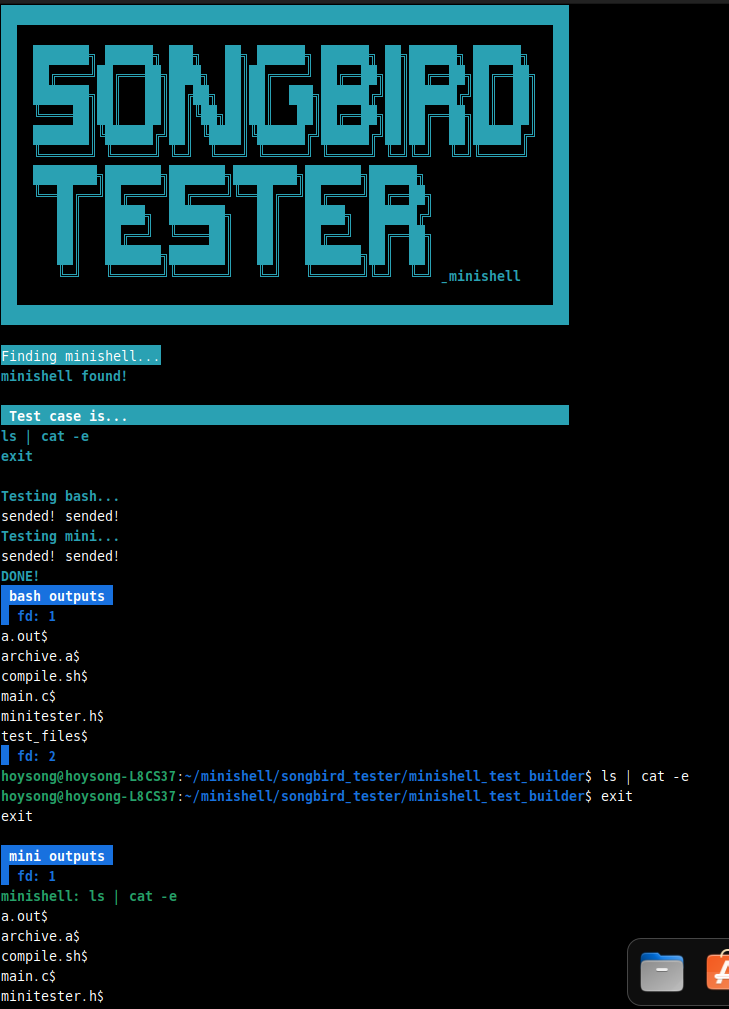 SONGBIRD
TESTER
_minishell
Finding minishell...
minishell found!
Test case is...
ls | cat -e
exit
Testing bash...
sended! sended!
Testing mini...
sended! sended!
DONE!
bash outputs
fd: 1
a.out$
archive.a$
compile.sh$
main.c$
minitester.h$
test_files$
fd: 2
hoysong@hoysong-L8CS37:~/minishell/songbird_tester/minishell_test_builder$ ls | cat -e
hoysong@hoysong-L8CS37:~/minishell/songbird_tester/minishell_test_builder$ exit
exit
mini outputs
fd: 1
minishell: ls | cat -e
a.out$
archive.a$
compile.sh$
main.c$
minitester.h$